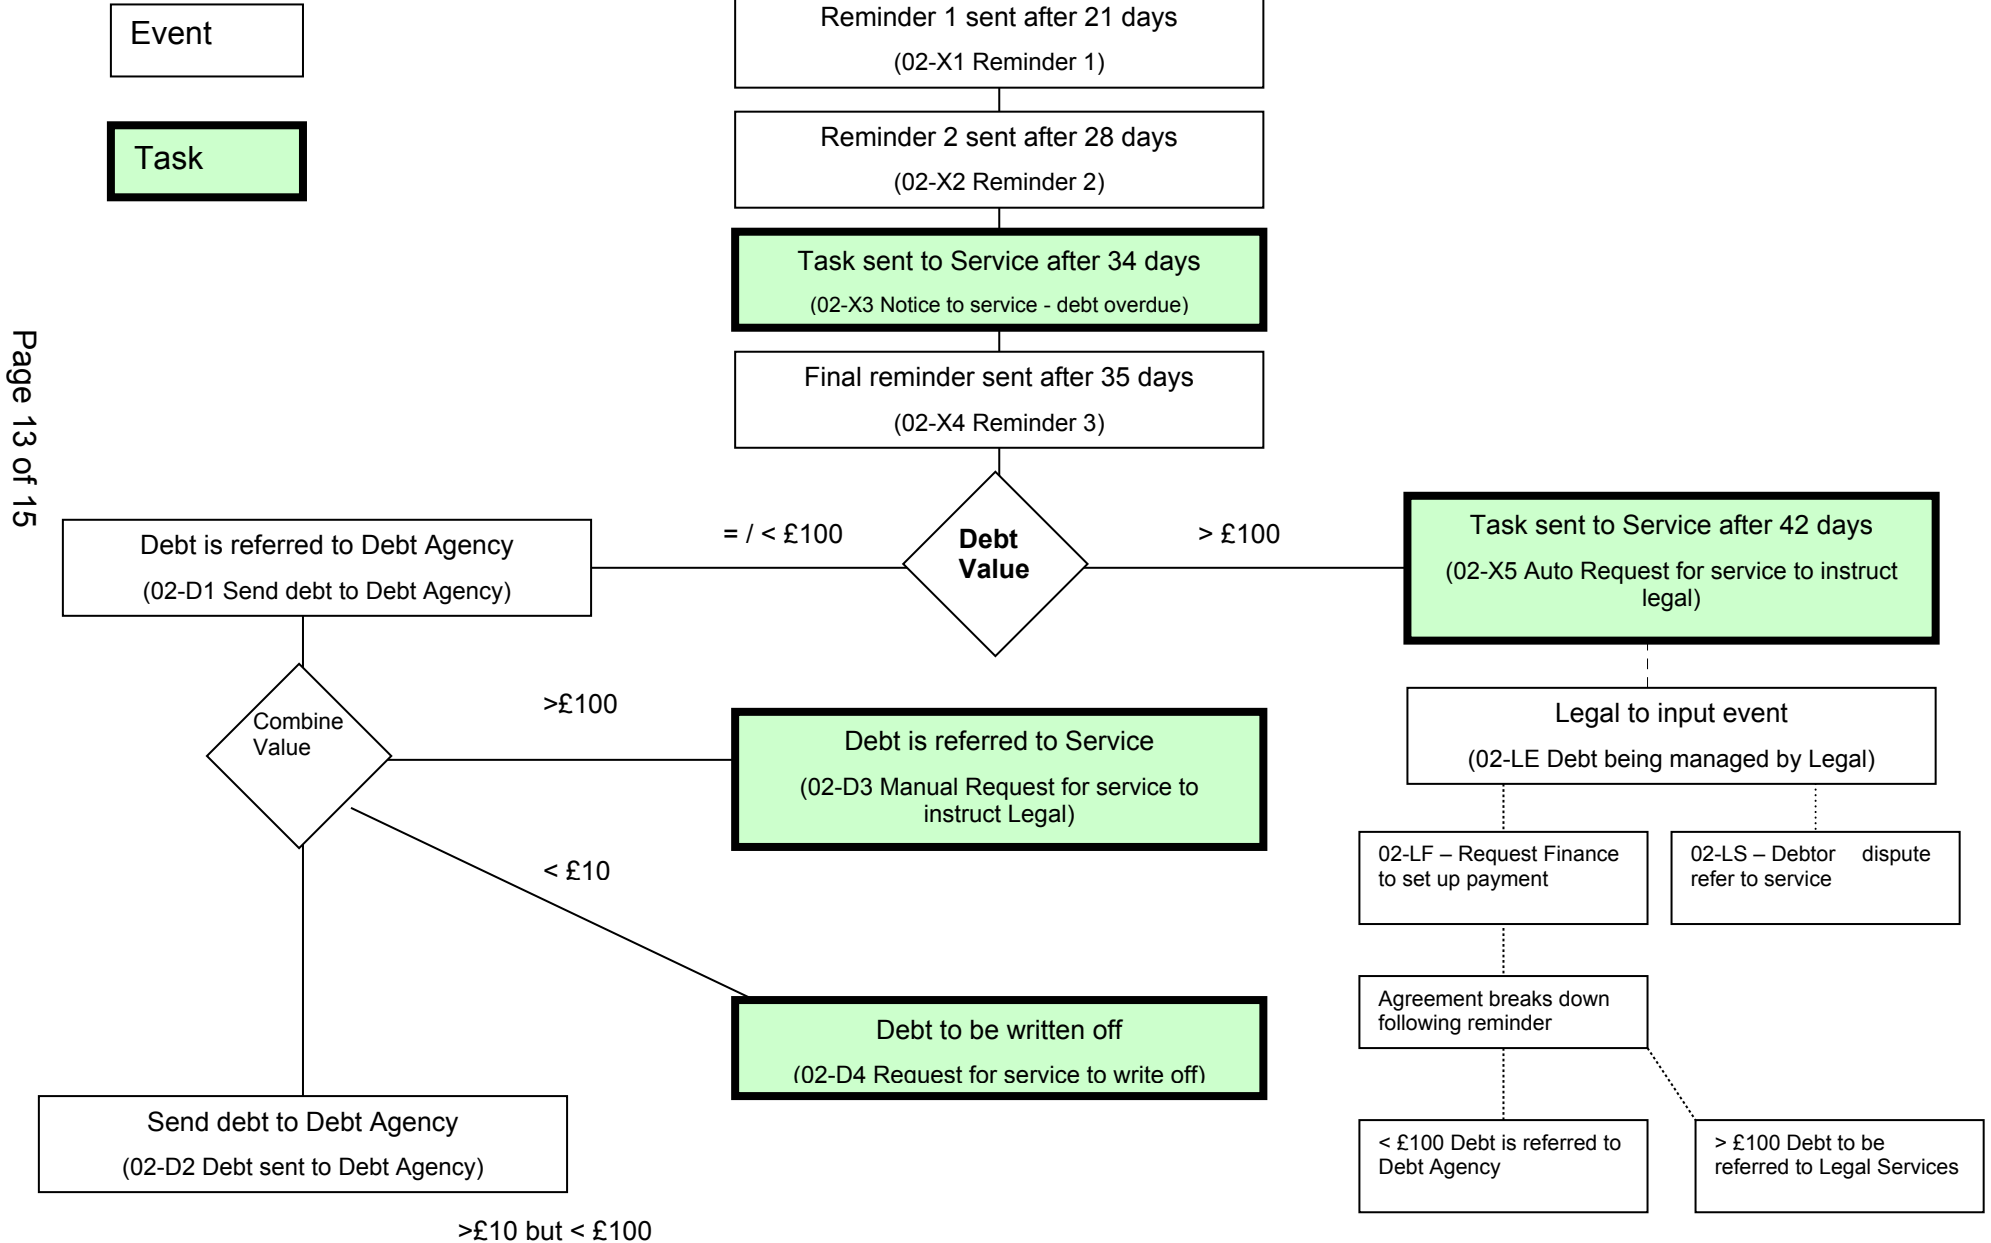 Event
Task
Page 13 of 15
Reminder 1 sent after 21 days
(02-X1 Reminder 1)
Reminder 2 sent after 28 days
(02-X2 Reminder 2)
Task sent to Service after 34 days
(02-X3 Notice to service - debt overdue)
Final reminder sent after 35 days
(02-X4 Reminder 3)
Debt
Value
= / < £100
> £100
Debt is referred to Debt Agency
(02-D1 Send debt to Debt Agency)
Task sent to Service after 42 days
(02-X5 Auto Request for service to instruct
legal)
Combine
Value
>£100
Debt is referred to Service
(02-D3 Manual Request for service to
instruct Legal)
< £10
Debt to be written off
(02-D4 Request for service to write off)
Send debt to Debt Agency
(02-D2 Debt sent to Debt Agency)
>£10 but < £100
Legal to input event
(02-LE Debt being managed by Legal)
02-LF – Request Finance
to set up payment
02-LS – Debtor dispute
refer to service
Agreement breaks down
following reminder
< £100 Debt is referred to
Debt Agency
> £100 Debt to be
referred to Legal Services